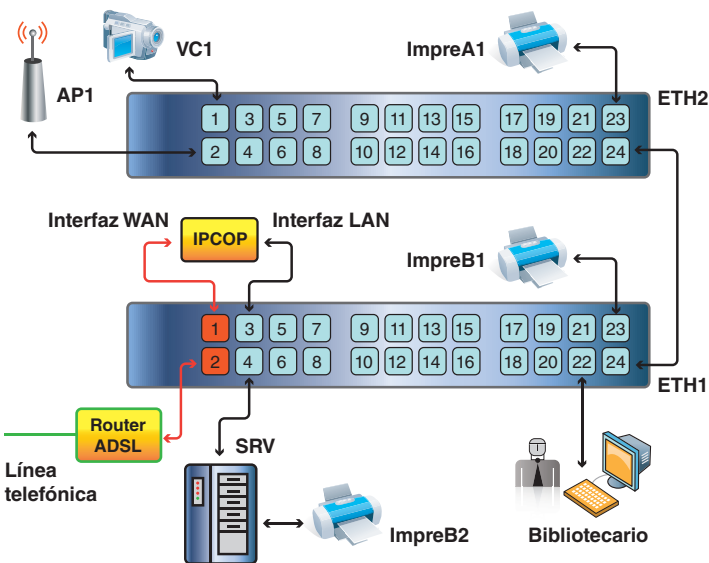 VC1
ImpreA1
AP1
ETH2
1 3 5 7 9 11 13 15 17 19 21 23
2 4 6 8 10 12 14 16 18 20 22 24
Interfaz WAN
IPCOP
Interfaz LAN
ImpreB1
1 3 5 7 9 11 13 15 17 19 21 23
2 4 6 8 10 12 14 16 18 20 22 24
ETH1
Router
ADSL
SRV
Línea
telefónica
ImpreB2
Bibliotecario